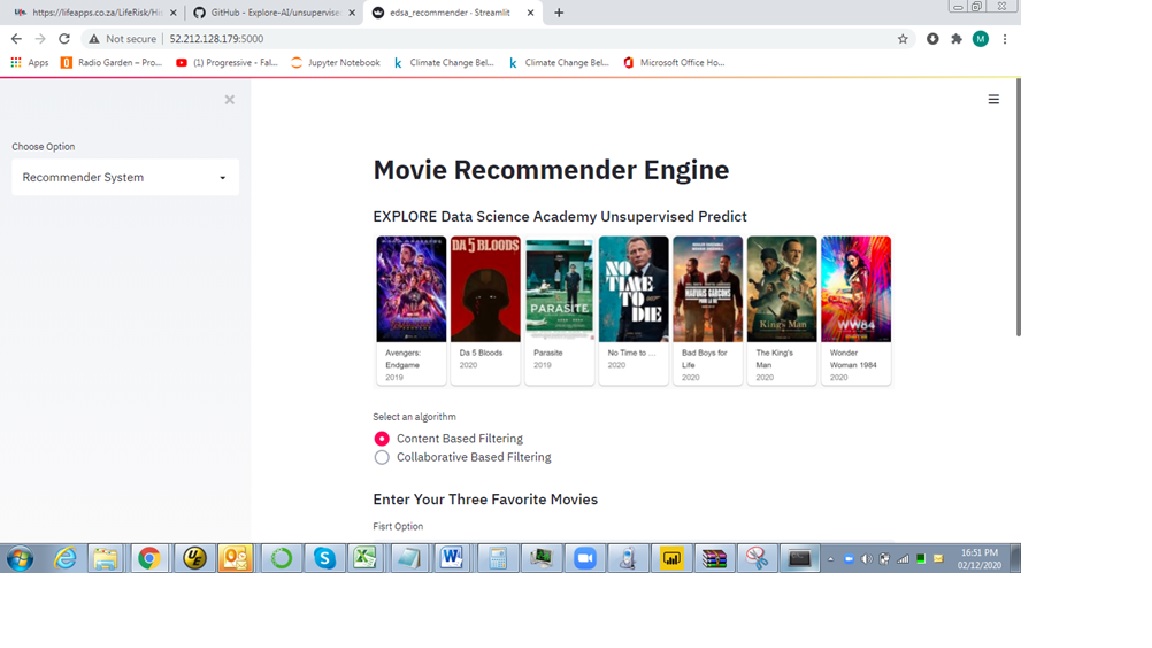 https://lifeapps.co.za/LifeRisk/Hi
GitHub - Explore-AI/unsupervise
edsa_recommender - Streamlit
Not secure | 52.212.128.179:5000
M
Apps
Radio Garden – Pro...
(1) Progressive - Fal...
Jupyter Notebook
Climate Change Bel...
Climate Change Bel...
Microsoft Office Ho...
Choose Option
Recommender System
Movie Recommender Engine
EXPLORE Data Science Academy Unsupervised Predict
DA 5 BLOODS
PARASITE
NO TIME TO DIE
King's Man
WW84
Avengers: Endgame
2019
Da 5 Bloods
2020
Parasite
2019
No Time to ...
2020
Bad Boys for Life
2020
The King's Man
2020
Wonder Woman 1984
2020
Select an algorithm
Content Based Filtering
Collaborative Based Filtering
Enter Your Three Favorite Movies
Fisrt Option
16:51 PM
02/12/2020